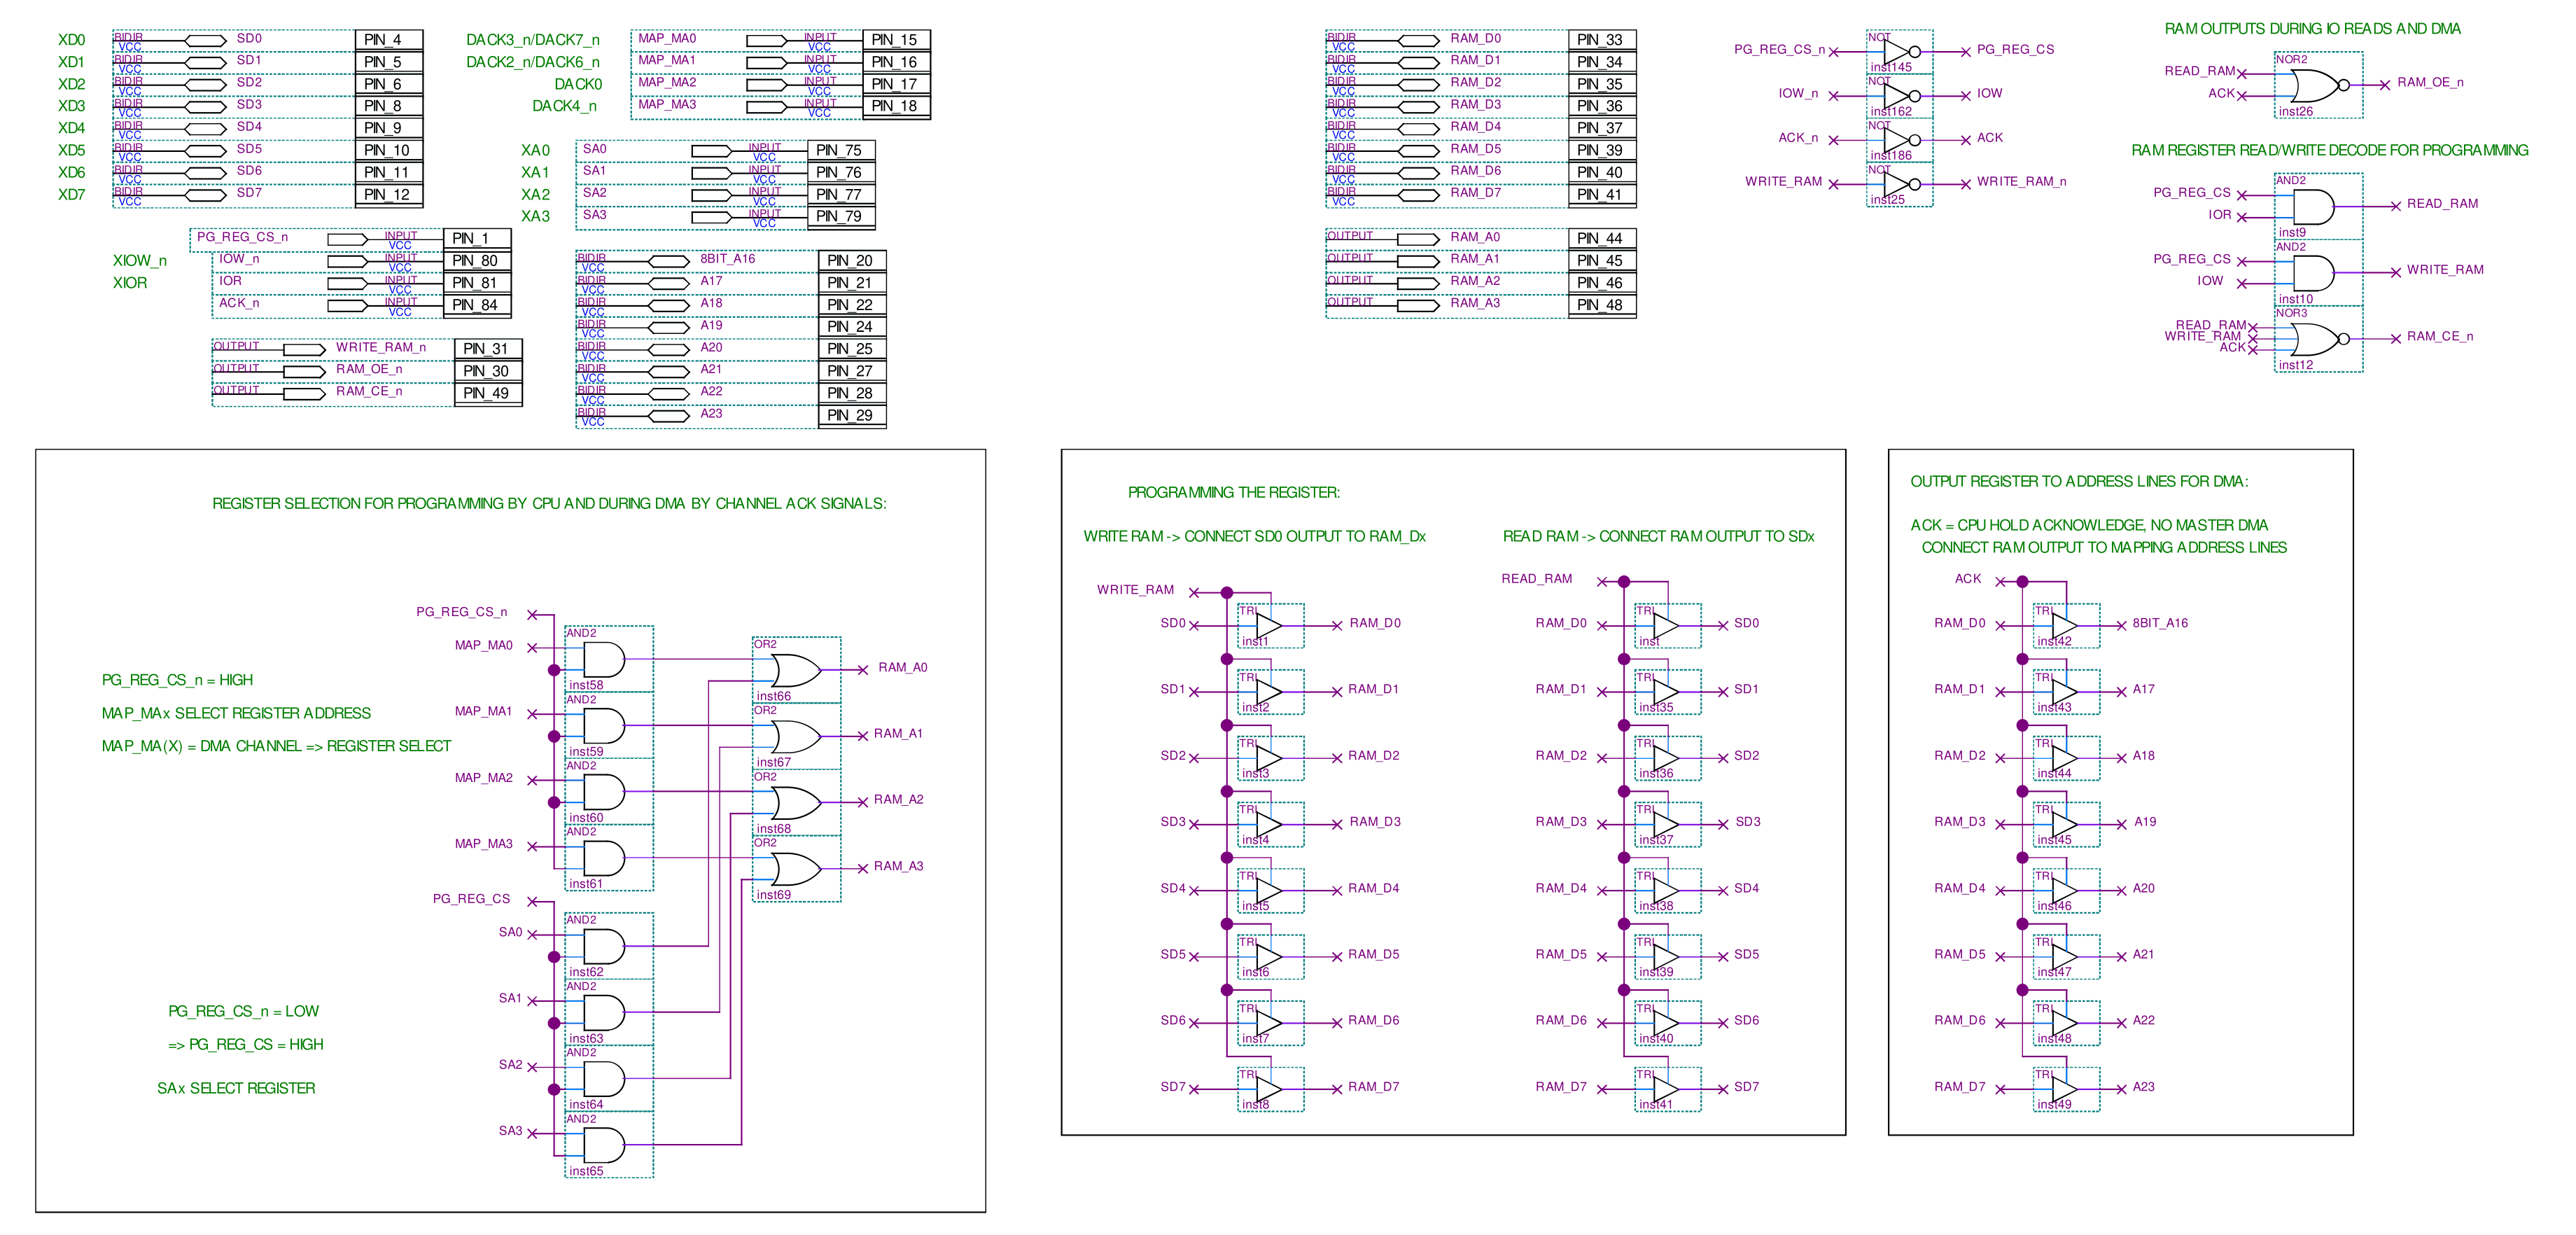 XD0 BIDIR VCC SD0 PIN_4
XD1 BIDIR VCC SD1 PIN_5
XD2 BIDIR VCC SD2 PIN_6
XD3 BIDIR VCC SD3 PIN_8
XD4 BIDIR VCC SD4 PIN_9
XD5 BIDIR VCC SD5 PIN_10
XD6 BIDIR VCC SD6 PIN_11
XD7 BIDIR VCC SD7 PIN_12
PG_REG_CS_n INPUT VCC PIN_1
XIOW_n IOW_n INPUT VCC PIN_80
XIOR IOR INPUT VCC PIN_81
ACK_n INPUT VCC PIN_84
OUTPUT WRITE_RAM_n PIN_31
OUTPUT RAM_OE_n PIN_30
OUTPUT RAM_CE_n PIN_49
DACK3_n/DACK7_n MAP_MA0 INPUT VCC PIN_15
DACK2_n/DACK6_n MAP_MA1 INPUT VCC PIN_16
DACK0 MAP_MA2 INPUT VCC PIN_17
DACK4_n MAP_MA3 INPUT VCC PIN_18
XA0 SA0 INPUT VCC PIN_75
XA1 SA1 INPUT VCC PIN_76
XA2 SA2 INPUT VCC PIN_77
XA3 SA3 INPUT VCC PIN_79
BIDIR VCC 8BIT_A16 PIN_20
BIDIR VCC A17 PIN_21
BIDIR VCC A18 PIN_22
BIDIR VCC A19 PIN_24
BIDIR VCC A20 PIN_25
BIDIR VCC A21 PIN_27
BIDIR VCC A22 PIN_28
BIDIR VCC A23 PIN_29
BIDIR VCC RAM_D0 PIN_33
BIDIR VCC RAM_D1 PIN_34
BIDIR VCC RAM_D2 PIN_35
BIDIR VCC RAM_D3 PIN_36
BIDIR VCC RAM_D4 PIN_37
BIDIR VCC RAM_D5 PIN_39
BIDIR VCC RAM_D6 PIN_40
BIDIR VCC RAM_D7 PIN_41
OUTPUT RAM_A0 PIN_44
OUTPUT RAM_A1 PIN_45
OUTPUT RAM_A2 PIN_46
OUTPUT RAM_A3 PIN_48
PG_REG_CS_n NOT inst145 PG_REG_CS
IOW_n NOT inst162 IOW
ACK_n NOT inst186 ACK
WRITE_RAM NOT inst25 WRITE_RAM_n
RAM OUTPUTS DURING IO READS AND DMA
NOR2
READ_RAM
ACK
RAM_OE_n
inst26
RAM REGISTER READ/WRITE DECODE FOR PROGRAMMING
AND2
PG_REG_CS
IOR
READ_RAM
inst9
AND2
PG_REG_CS
IOW
WRITE_RAM
inst10
NOR3
READ_RAM
WRITE_RAM
ACK
RAM_CE_n
inst12
REGISTER SELECTION FOR PROGRAMMING BY CPU AND DURING DMA BY CHANNEL ACK SIGNALS:
PG_REG_CS_n
MAP_MA0 AND2 inst58
MAP_MA1 AND2 inst59
MAP_MA2 AND2 inst60
MAP_MA3 AND2 inst61
OR2 inst66 RAM_A0
OR2 inst67 RAM_A1
OR2 inst68 RAM_A2
OR2 inst69 RAM_A3
PG_REG_CS_n = HIGH
MAP_MAx SELECT REGISTER ADDRESS
MAP_MA(X) = DMA CHANNEL => REGISTER SELECT
PG_REG_CS
SA0 AND2 inst62
SA1 AND2 inst63
SA2 AND2 inst64
SA3 AND2 inst65
PG_REG_CS_n = LOW
=> PG_REG_CS = HIGH
SAx SELECT REGISTER
PROGRAMMING THE REGISTER:
WRITE RAM -> CONNECT SD0 OUTPUT TO RAM_Dx
WRITE_RAM
SD0 TRI inst1 RAM_D0
SD1 TRI inst2 RAM_D1
SD2 TRI inst3 RAM_D2
SD3 TRI inst4 RAM_D3
SD4 TRI inst5 RAM_D4
SD5 TRI inst6 RAM_D5
SD6 TRI inst7 RAM_D6
SD7 TRI inst8 RAM_D7
READ RAM -> CONNECT RAM OUTPUT TO SDx
READ_RAM
RAM_D0 TRI inst SD0
RAM_D1 TRI inst35 SD1
RAM_D2 TRI inst36 SD2
RAM_D3 TRI inst37 SD3
RAM_D4 TRI inst38 SD4
RAM_D5 TRI inst39 SD5
RAM_D6 TRI inst40 SD6
RAM_D7 TRI inst41 SD7
OUTPUT REGISTER TO ADDRESS LINES FOR DMA:
ACK = CPU HOLD ACKNOWLEDGE, NO MASTER DMA
CONNECT RAM OUTPUT TO MAPPING ADDRESS LINES
ACK
RAM_D0 TRI inst42 8BIT_A16
RAM_D1 TRI inst43 A17
RAM_D2 TRI inst44 A18
RAM_D3 TRI inst45 A19
RAM_D4 TRI inst46 A20
RAM_D5 TRI inst47 A21
RAM_D6 TRI inst48 A22
RAM_D7 TRI inst49 A23